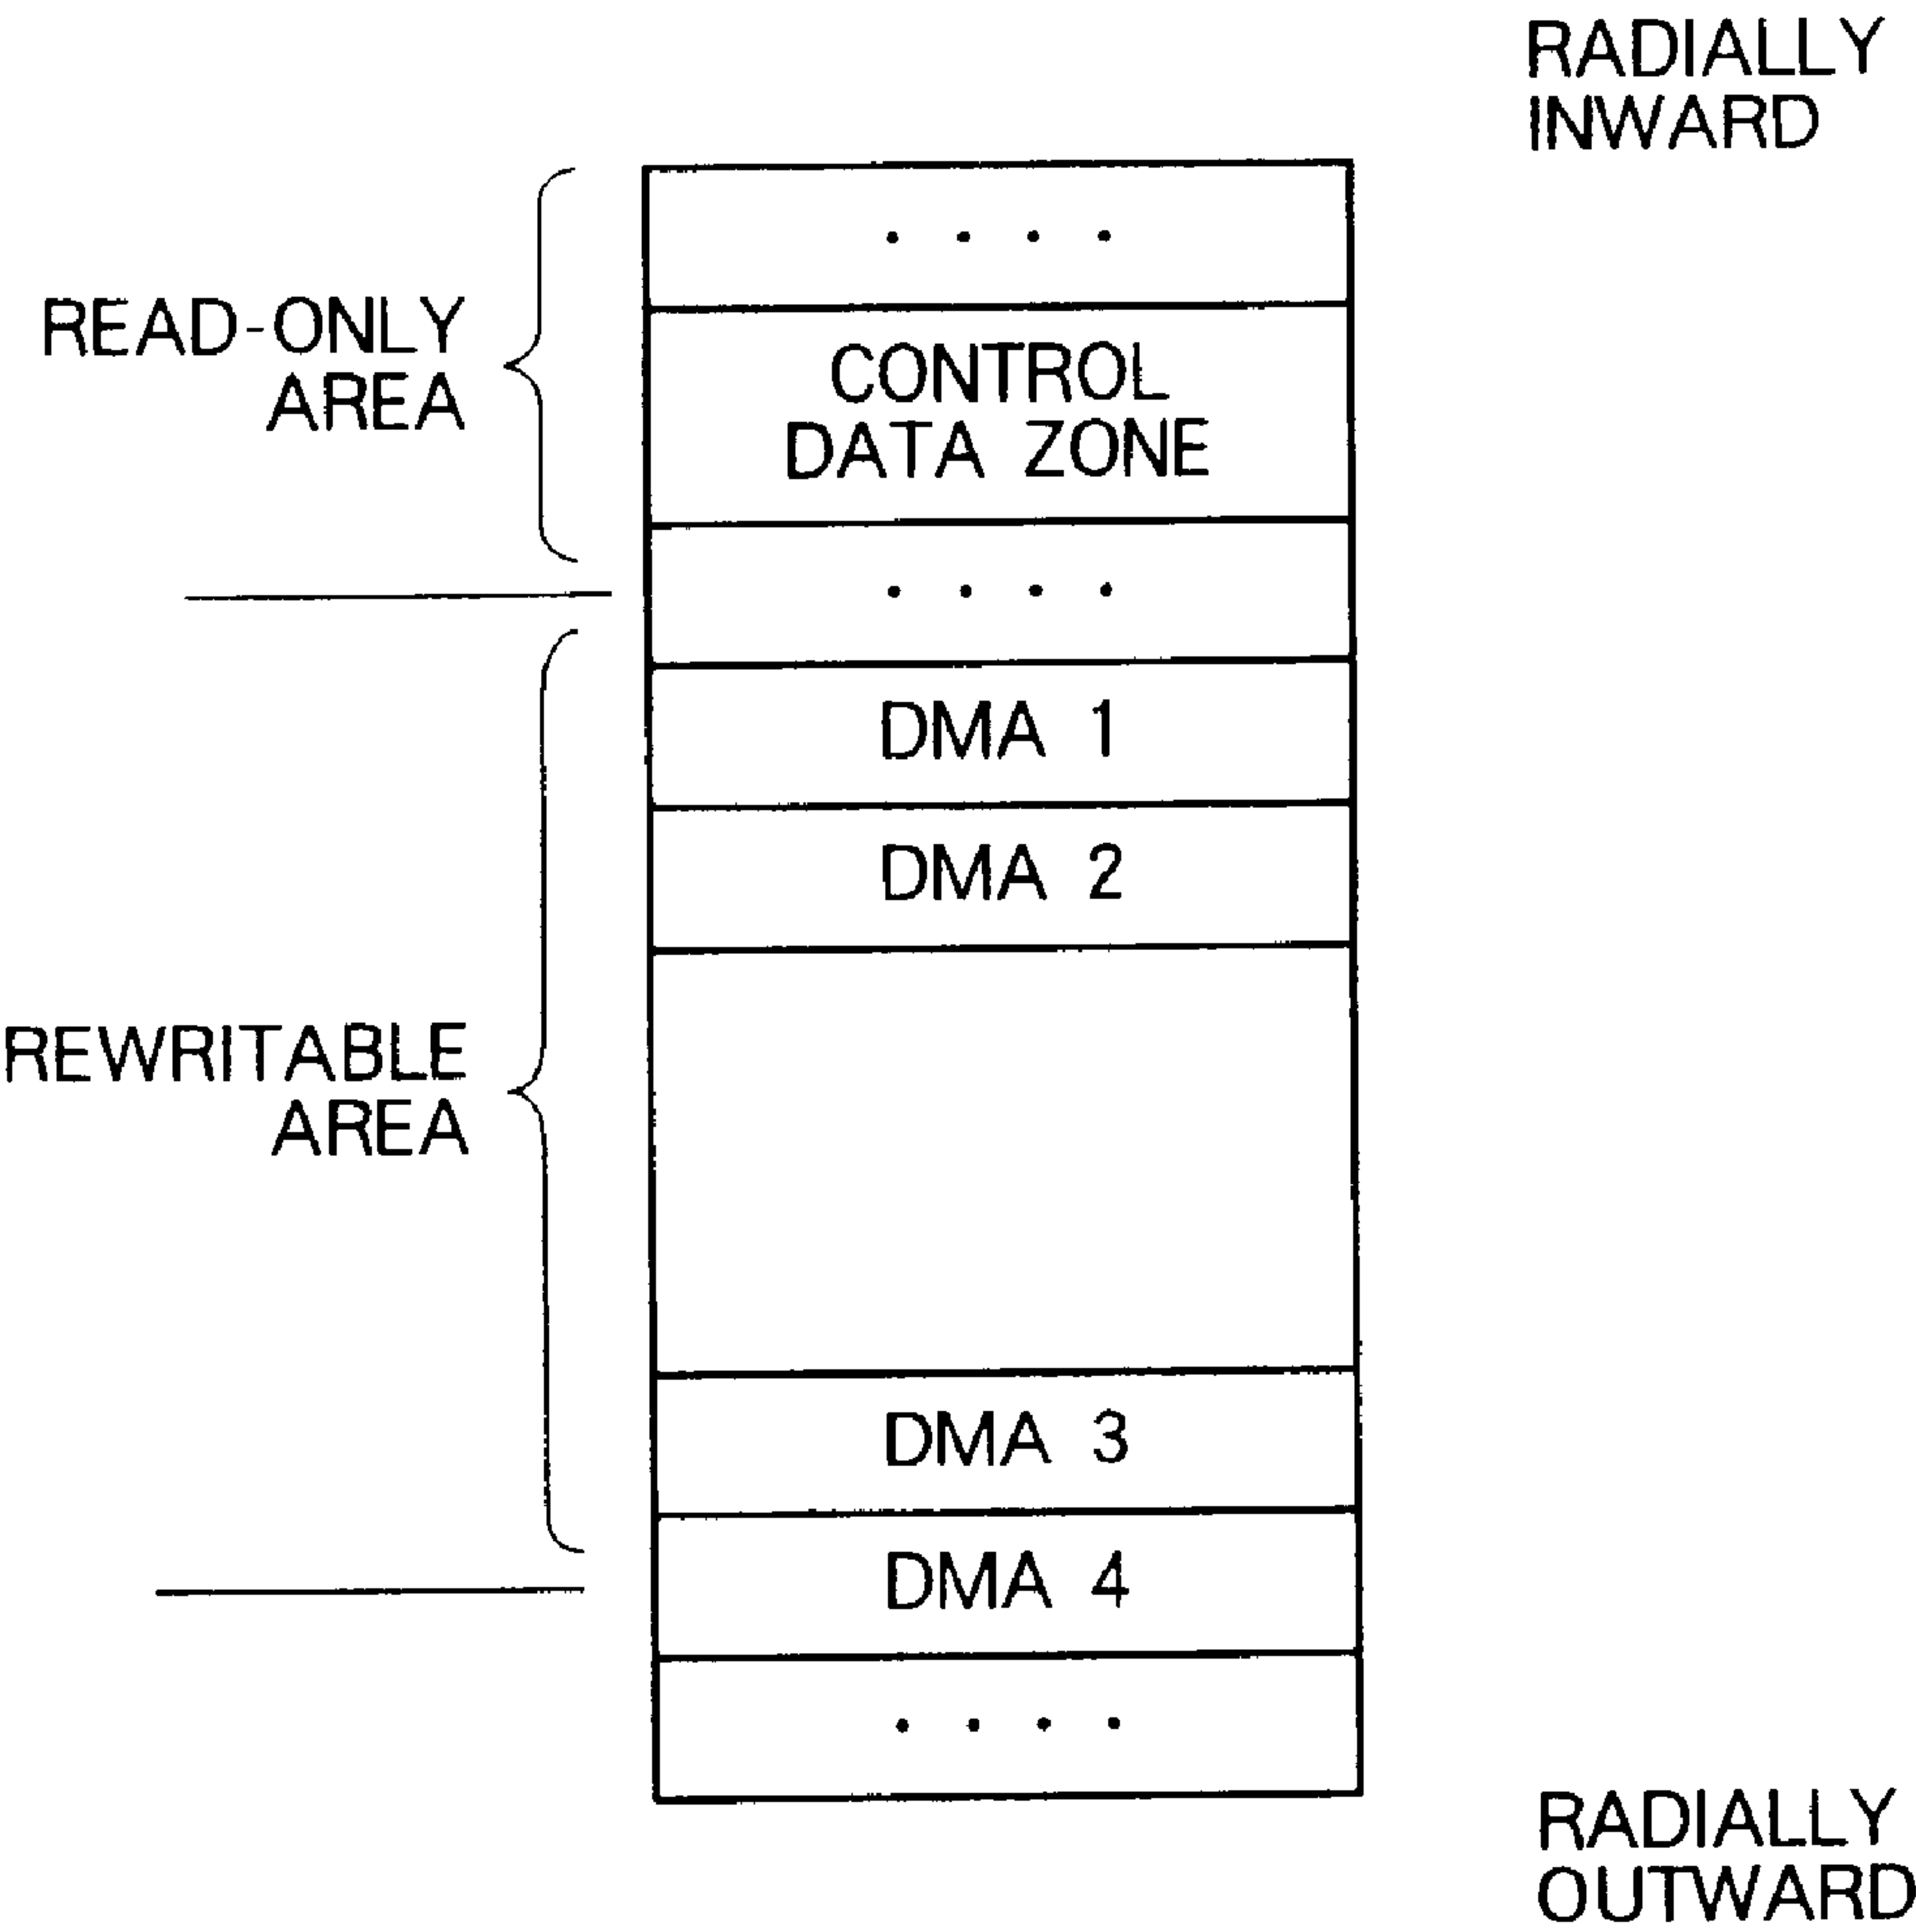 RADIALLY
INWARD
. . . .
READ-ONLY
AREA
CONTROL
DATA ZONE
. . . .
DMA 1
DMA 2
REWRITABLE
AREA
DMA 3
DMA 4
. . . .
RADIALLY
OUTWARD